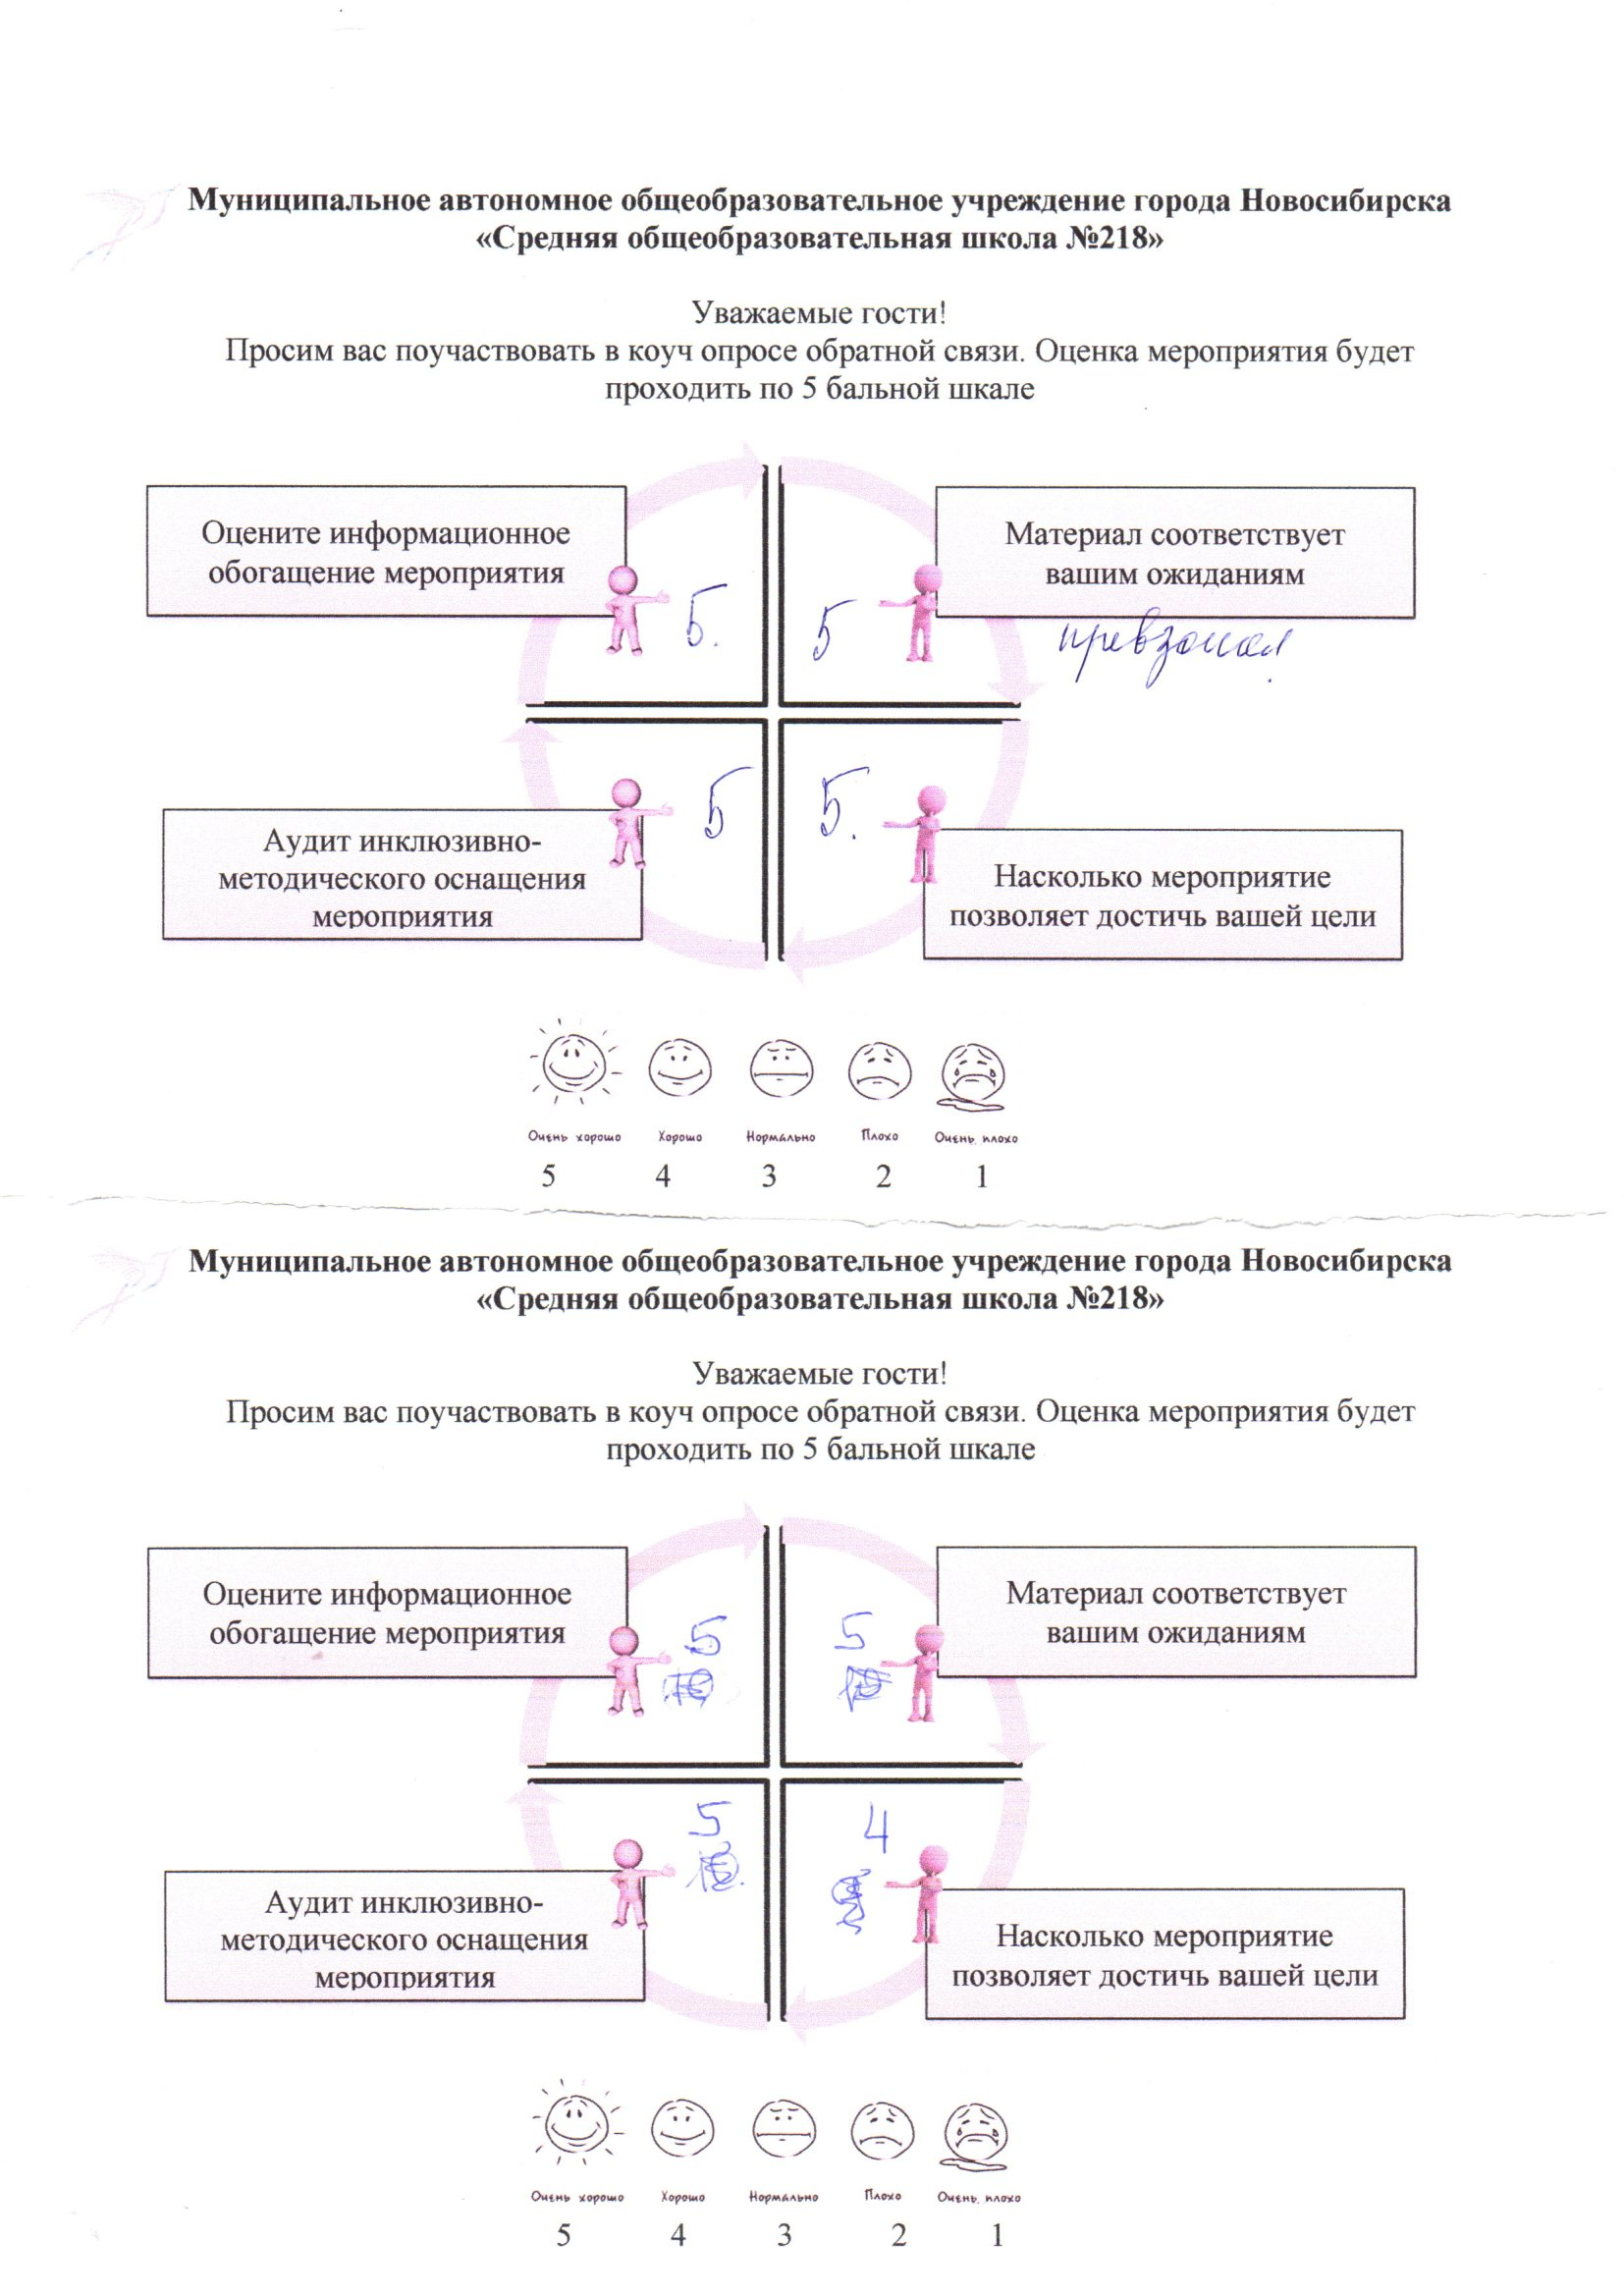 Муниципальное автономное общеобразовательное учреждение города Новосибирска
«Средняя общеобразовательная школа №218»
Уважаемые гости!
Просим вас поучаствовать в коуч опросе обратной связи. Оценка мероприятия будет
проходить по 5 бальной шкале
Оцените информационное
обогащение мероприятия
5.
5
Материал соответствует
вашим ожиданиям
Аудит инклюзивно-
методического оснащения
мероприятия
5
5.
Насколько мероприятие
позволяет достичь вашей цели
Очень хорошо Хорошо Нормально Плохо Очень плохо
5 4 3 2 1
Муниципальное автономное общеобразовательное учреждение города Новосибирска
«Средняя общеобразовательная школа №218»
Уважаемые гости!
Просим вас поучаствовать в коуч опросе обратной связи. Оценка мероприятия будет
проходить по 5 бальной шкале
Оцените информационное
обогащение мероприятия
5
5
Материал соответствует
вашим ожиданиям
Аудит инклюзивно-
методического оснащения
мероприятия
5
4
Насколько мероприятие
позволяет достичь вашей цели
Очень хорошо Хорошо Нормально Плохо Очень плохо
5 4 3 2 1